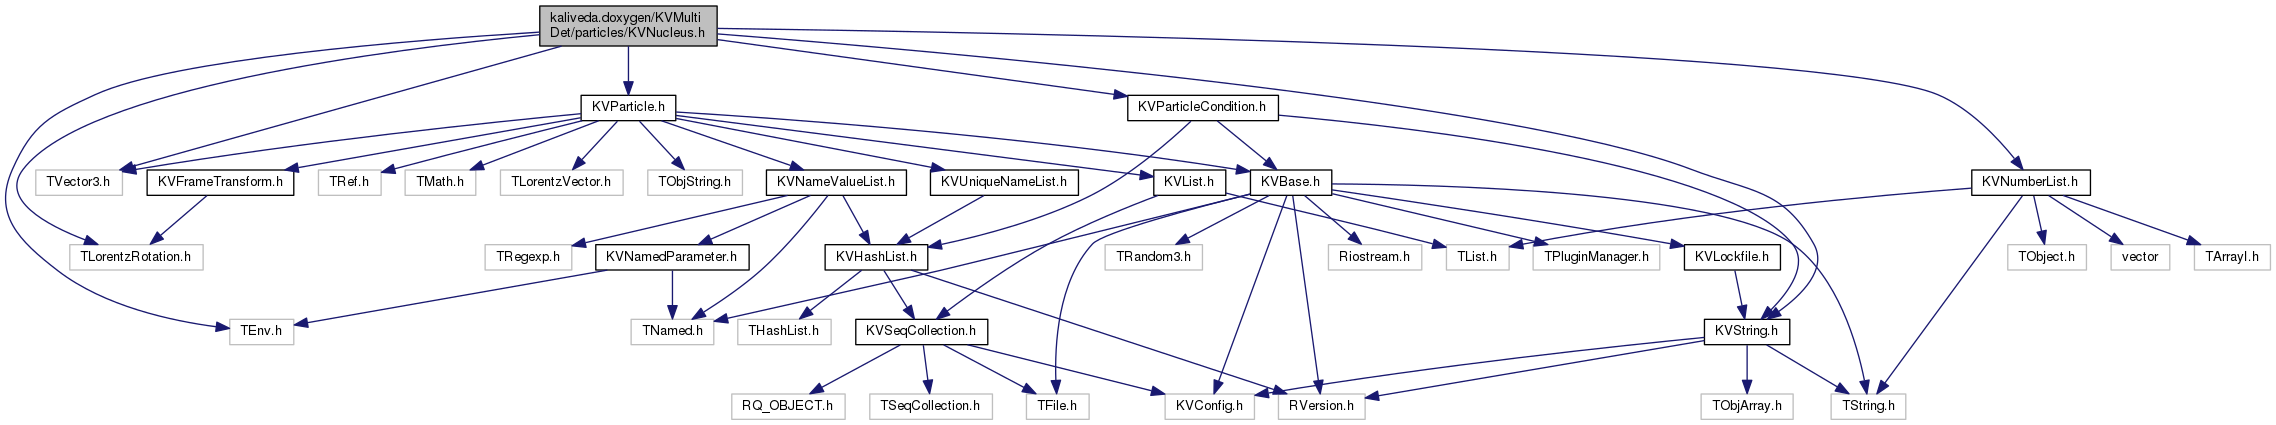 kaliveda.doxygen/KVMulti
Det/particles/KVNucleus.h
KVParticle.h
KVParticleCondition.h
TVector3.h
KVFrameTransform.h
TRef.h
TMath.h
TLorentzVector.h
TObjString.h
KVNameValueList.h
KVUniqueNameList.h
KVList.h
KVBase.h
KVNumberList.h
TLorentzRotation.h
TRegexp.h
KVNamedParameter.h
KVHashList.h
TRandom3.h
Riostream.h
TList.h
TPluginManager.h
KVLockfile.h
TObject.h
vector
TArrayI.h
TEnv.h
TNamed.h
THashList.h
KVSeqCollection.h
KVString.h
RQ_OBJECT.h
TSeqCollection.h
TFile.h
KVConfig.h
RVersion.h
TObjArray.h
TString.h